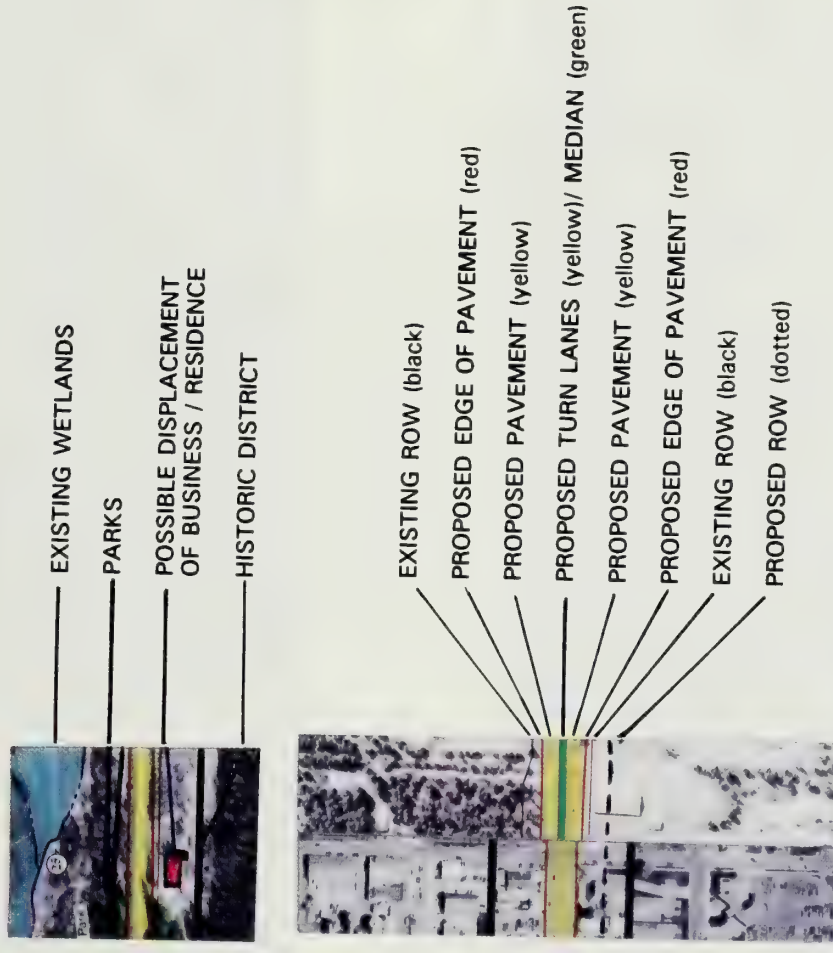 EXISTING WETLANDS
PARKS
POSSIBLE DISPLACEMENT
OF BUSINESS / RESIDENCE
HISTORIC DISTRICT
25
Park
EXISTING ROW (black)
PROPOSED EDGE OF PAVEMENT (red)
PROPOSED PAVEMENT (yellow)
PROPOSED TURN LANES (yellow)/ MEDIAN (green)
PROPOSED PAVEMENT (yellow)
PROPOSED EDGE OF PAVEMENT (red)
EXISTING ROW (black)
PROPOSED ROW (dotted)